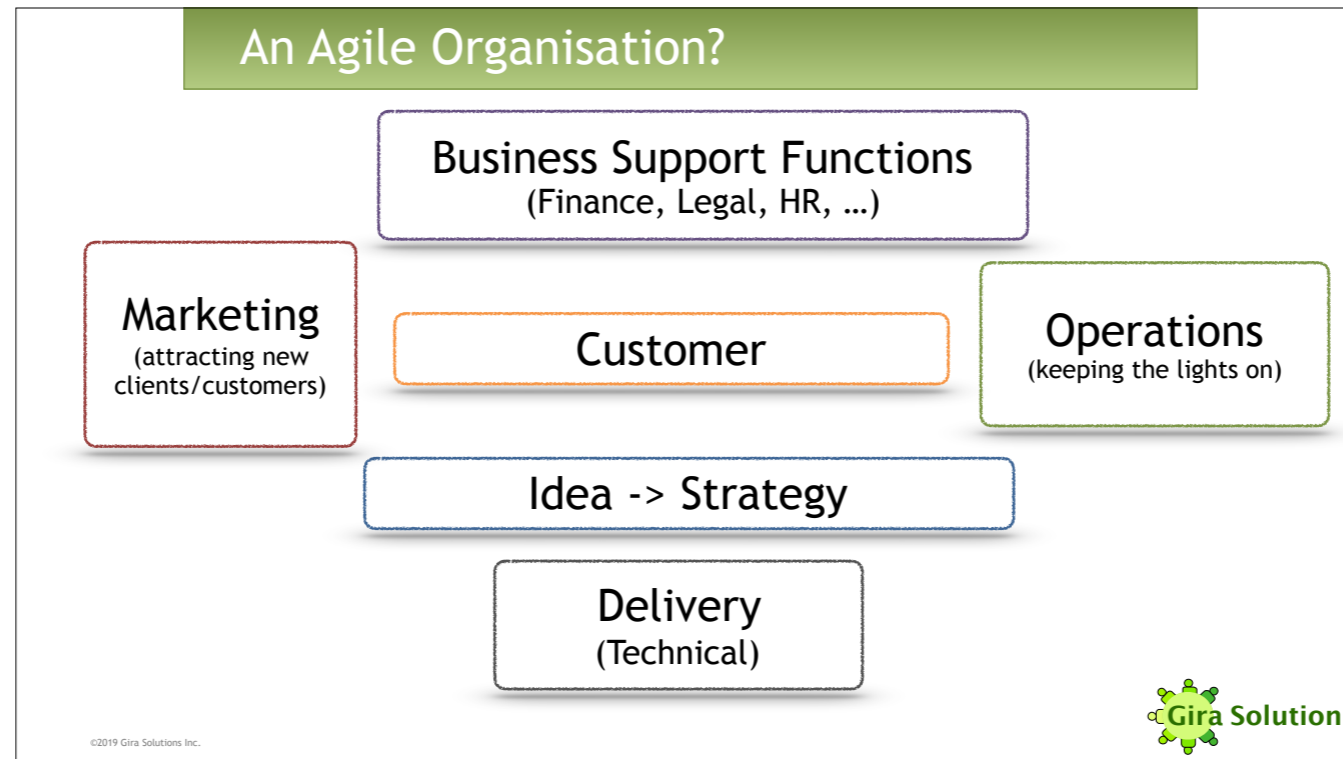 An Agile Organisation?
Business Support Functions
(Finance, Legal, HR, …)
Marketing
(attracting new
clients/customers)
Customer
Operations
(keeping the lights on)
Idea -> Strategy
Delivery
(Technical)
©2019 Gira Solutions Inc.
Gira Solution